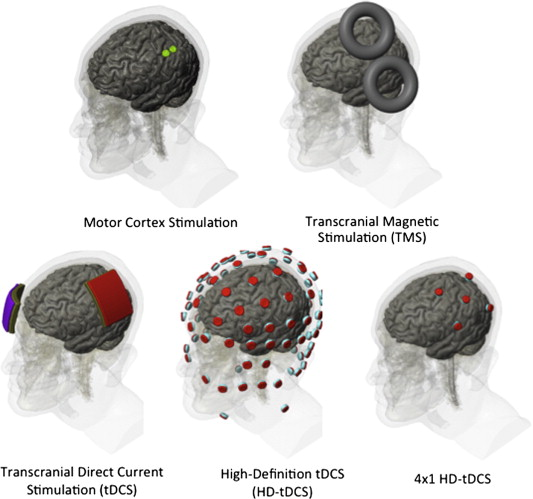 Motor Cortex Stimulation
Transcranial Magnetic
Stimulation (TMS)
Transcranial Direct Current
Stimulation (tDCS)
High-Definition tDCS
(HD-tDCS)
4x1 HD-tDCS